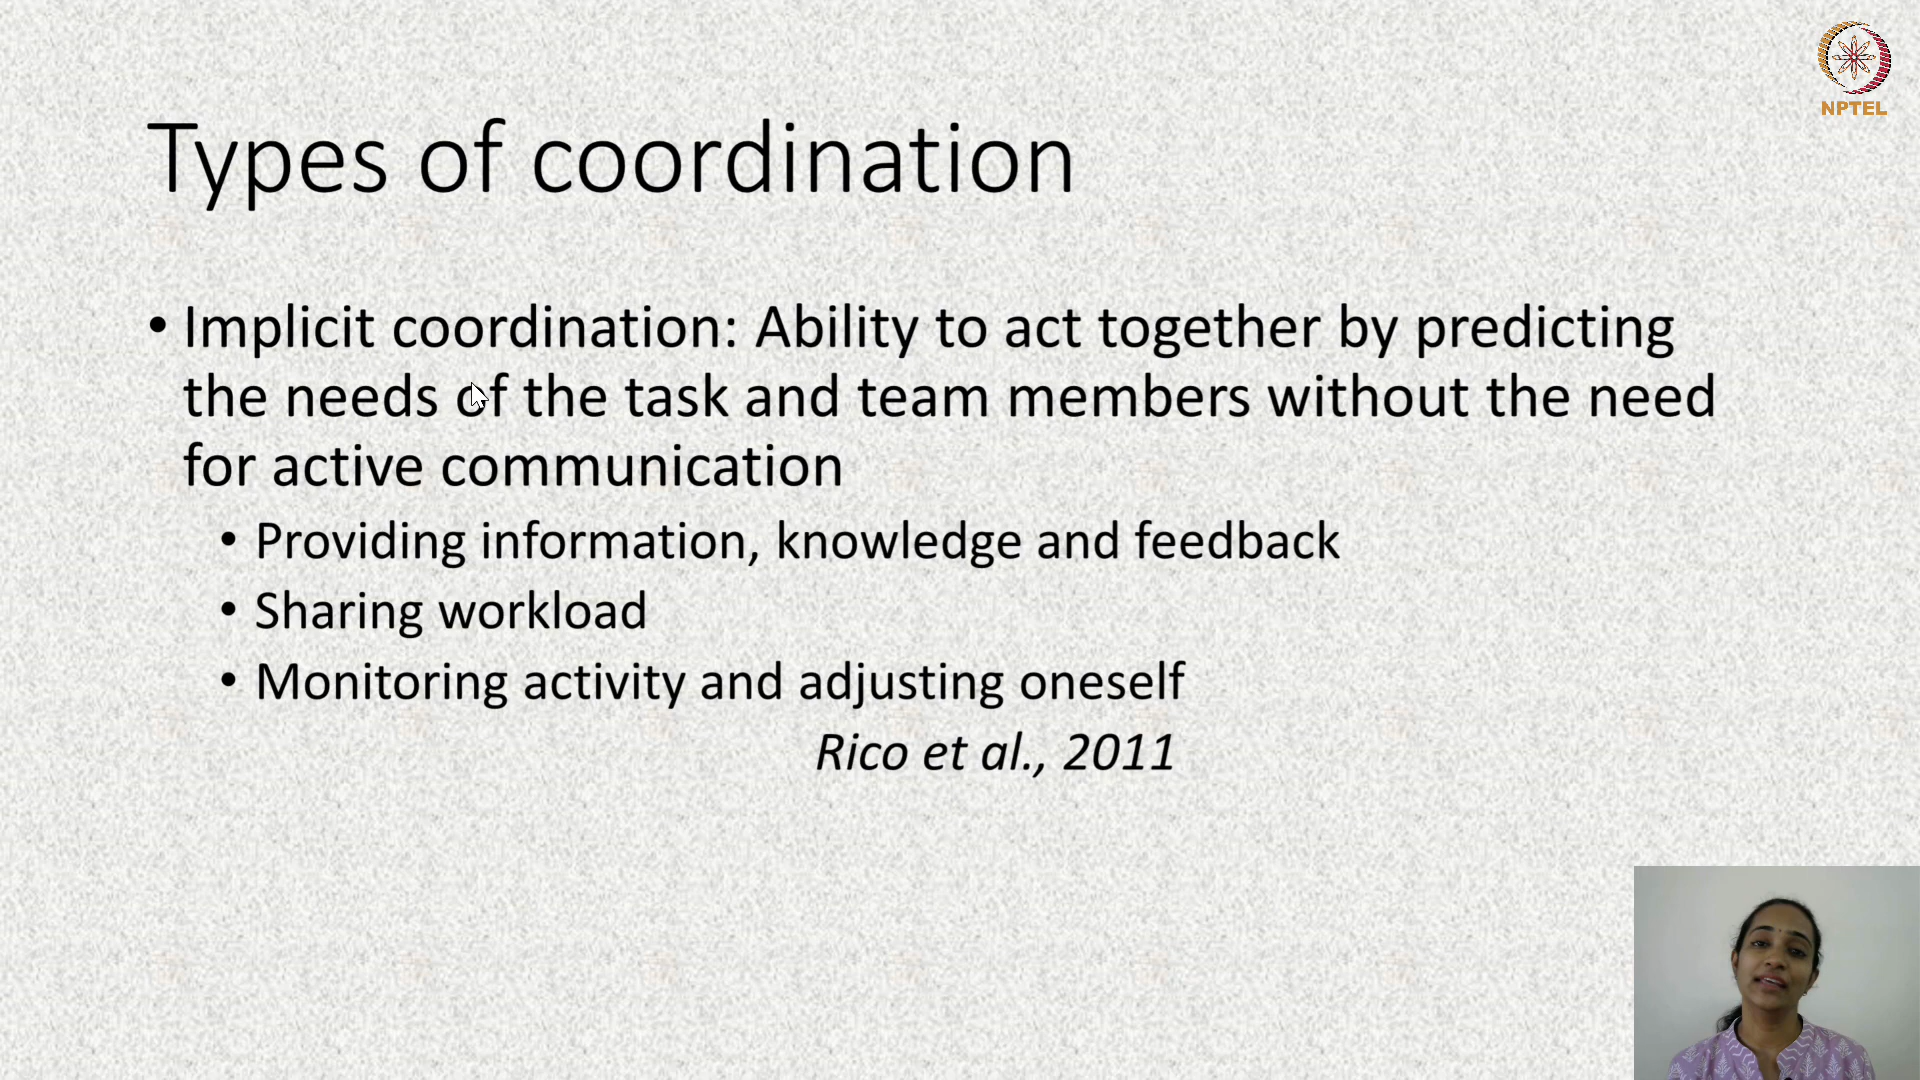 NPTEL
Types of coordination
• Implicit coordination: Ability to act together by predicting
the needs of the task and team members without the need
for active communication
• Providing information, knowledge and feedback
• Sharing workload
• Monitoring activity and adjusting oneself
Rico et al., 2011